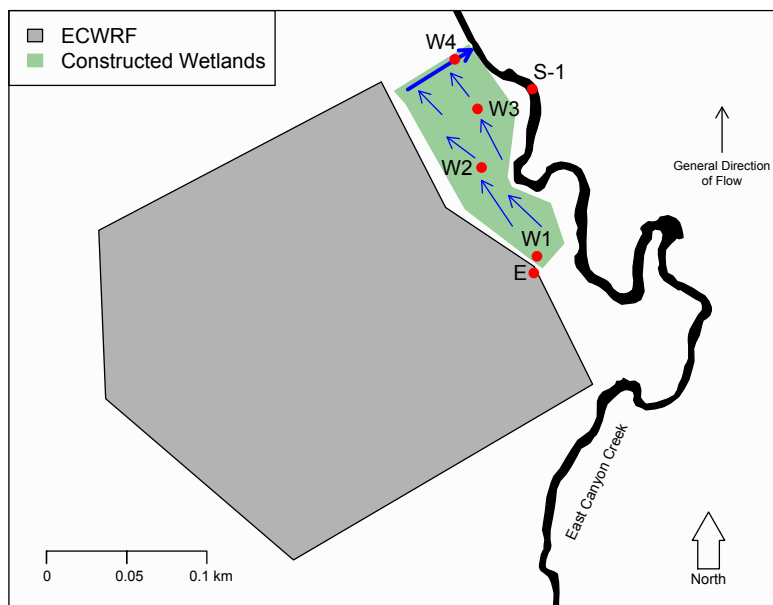 ECWRF
Constructed Wetlands
W4
S-1
W3
General Direction
of Flow
W2
W1
E
East Canyon Creek
0
0.05
0.1 km
North